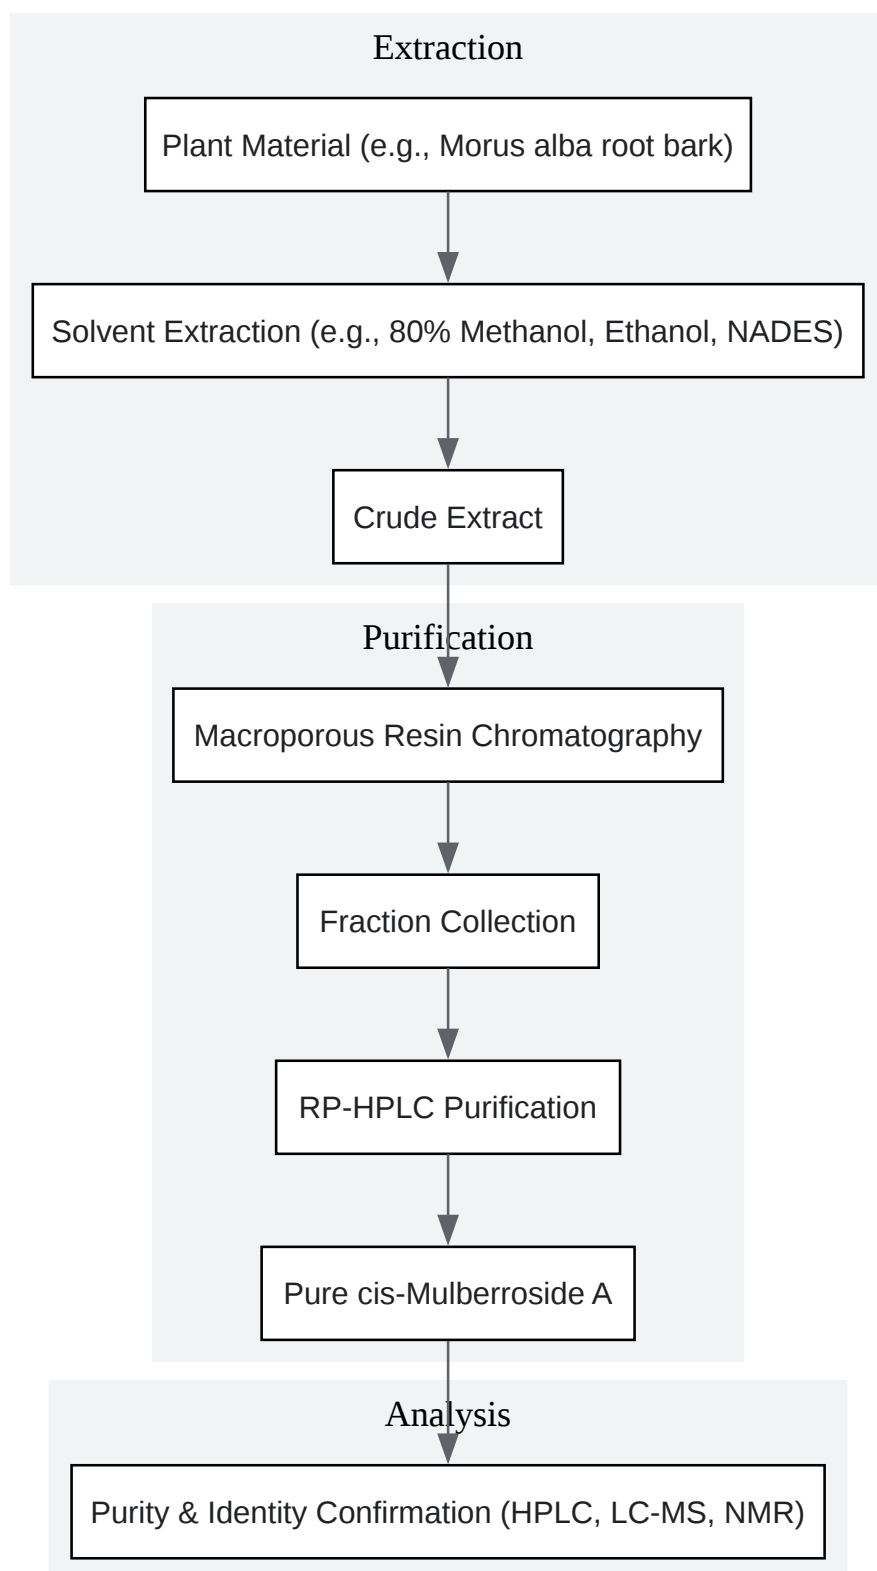 Extraction
Plant Material (e.g., Morus alba root bark)
Solvent Extraction (e.g., 80% Methanol, Ethanol, NADES)
Crude Extract
Purification
Macroporous Resin Chromatography
Fraction Collection
RP-HPLC Purification
Pure cis-Mulberroside A
Analysis
Purity & Identity Confirmation (HPLC, LC-MS, NMR)